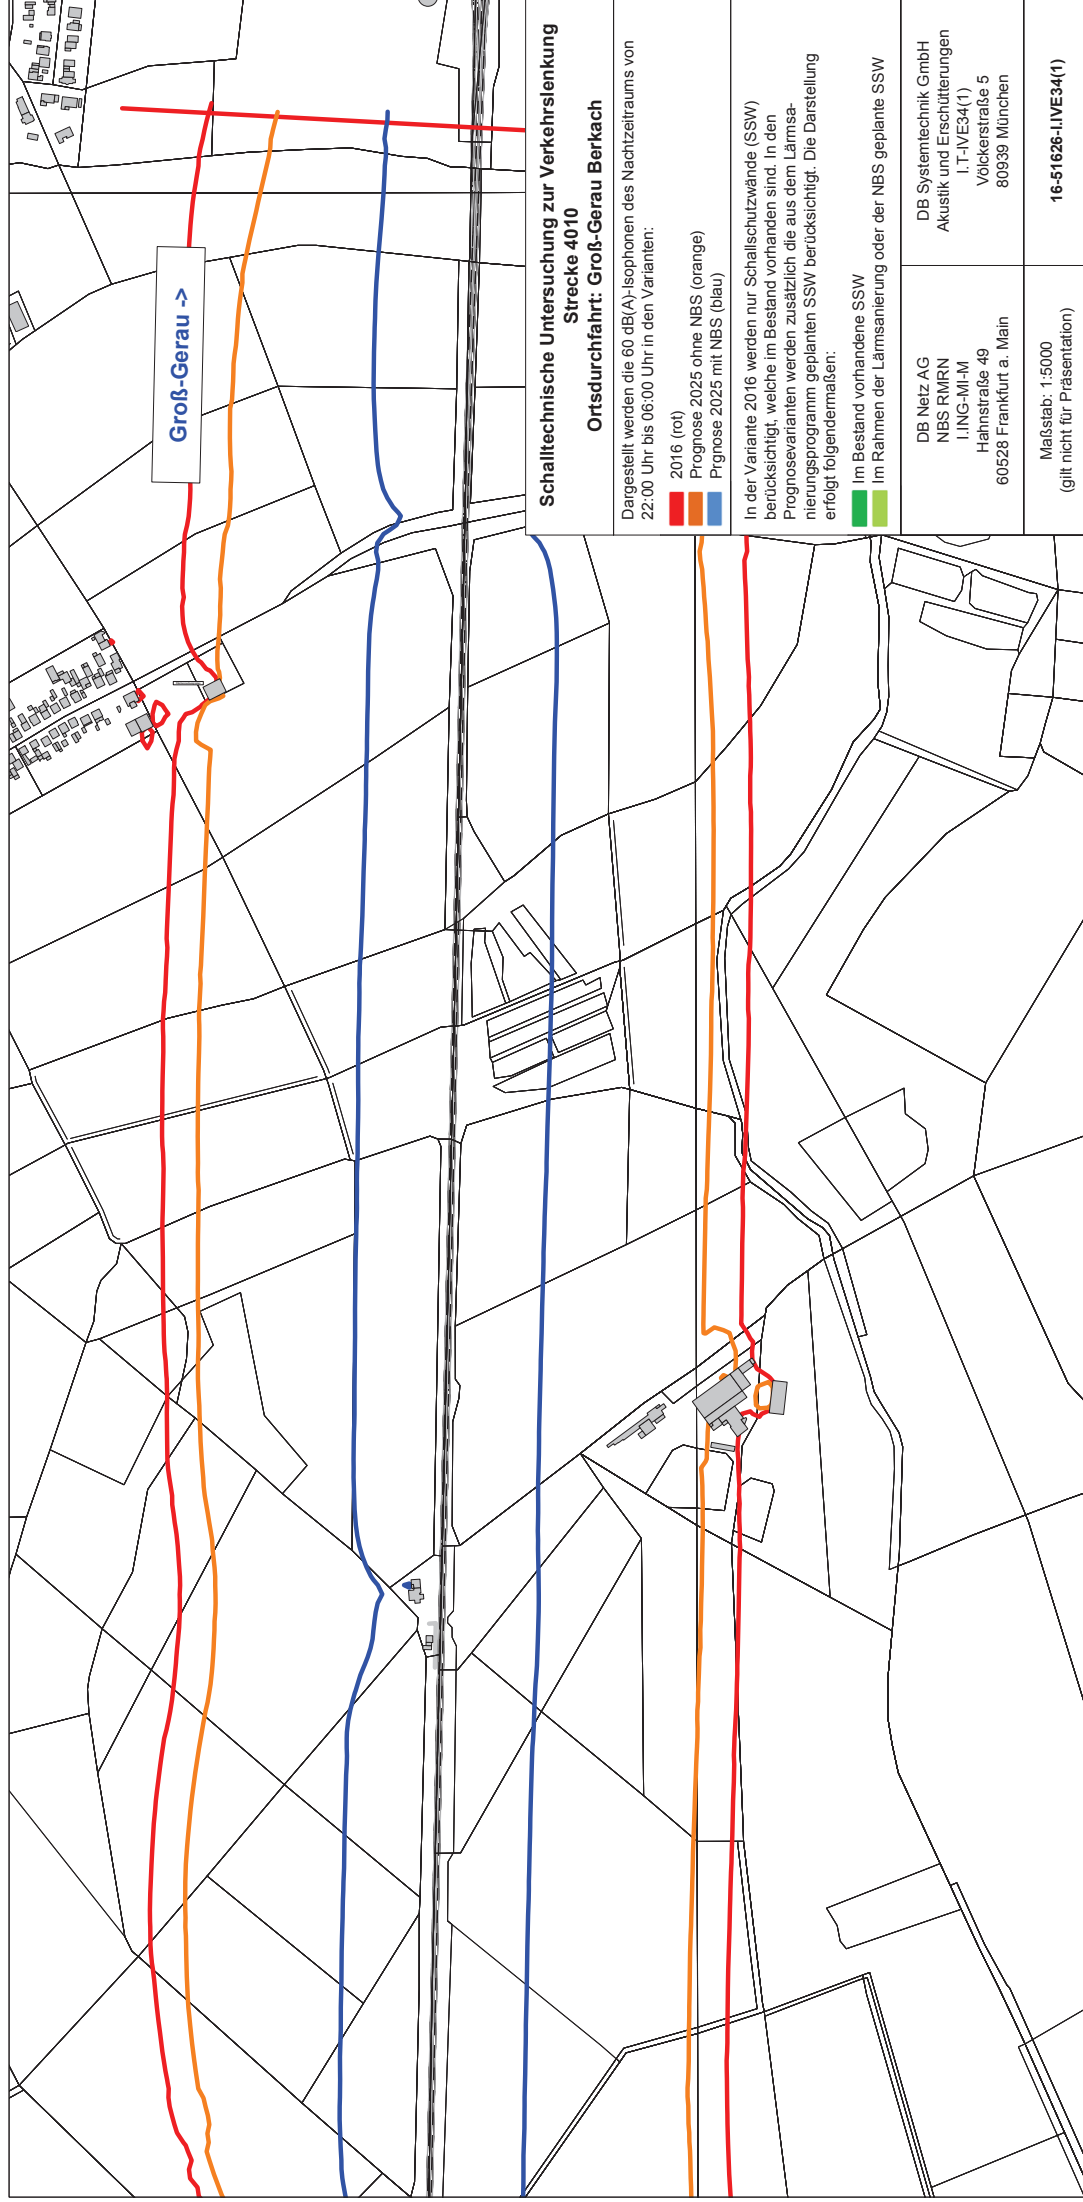 Groß-Gerau ->
Schalltechnische Untersuchung zur Verkehrslenkung
Strecke 4010
Ortsdurchfahrt: Groß-Gerau Berkach
Dargestellt werden die 60 dB(A)-Isophonen des Nachtzeitraums von
22:00 Uhr bis 06:00 Uhr in den Varianten:
2016 (rot)
Prognose 2025 ohne NBS (orange)
Prgnose 2025 mit NBS (blau)
In der Variante 2016 werden nur Schallschutzwände (SSW)
berücksichtigt, welche im Bestand vorhanden sind. In den
Prognosevarianten werden zusätzlich die aus dem Lärmsa-
nierungsprogramm geplanten SSW berücksichtigt. Die Darstellung
erfolgt folgendermaßen:
Im Bestand vorhandene SSW
Im Rahmen der Lärmsanierung oder der NBS geplante SSW
DB Netz AG
NBS RMRN
I.ING-MI-M
Hahnstraße 49
60528 Frankfurt a. Main
DB Systemtechnik GmbH
Akustik und Erschütterungen
I.T-IVE34(1)
Völckerstraße 5
80939 München
Maßstab: 1:5000
(gilt nicht für Präsentation)
16-51626-I.IVE34(1)